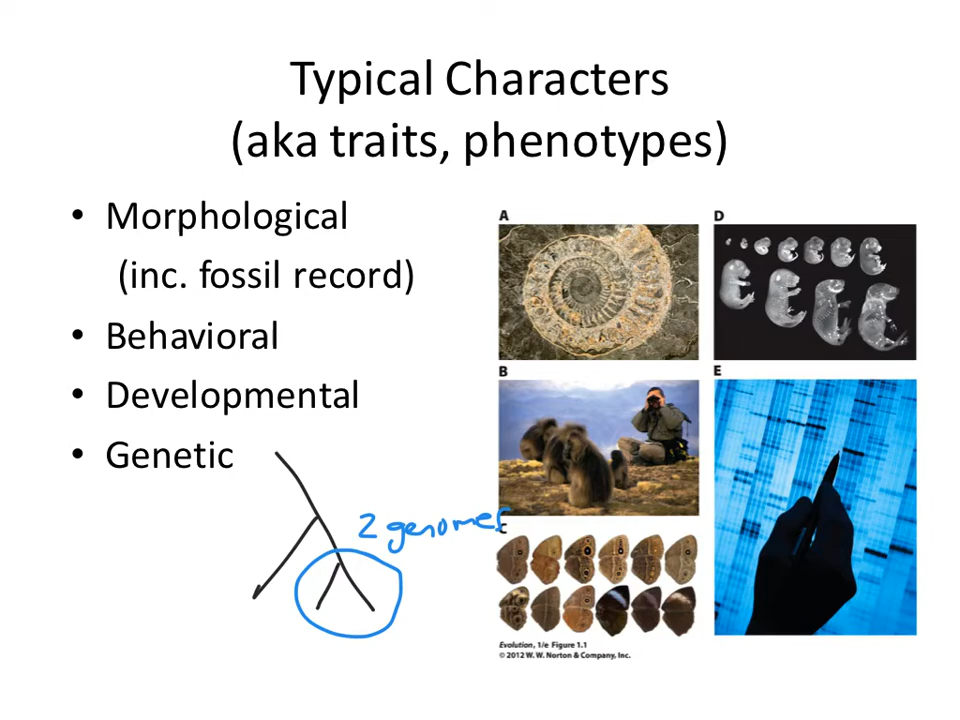 Typical Characters
(aka traits, phenotypes)
• Morphological
(inc. fossil record)
• Behavioral
• Developmental
• Genetic
2 genomes
A
D
B
E
C
Evolution, 1/e Figure 1.1
© 2012 W. W. Norton & Company, Inc.